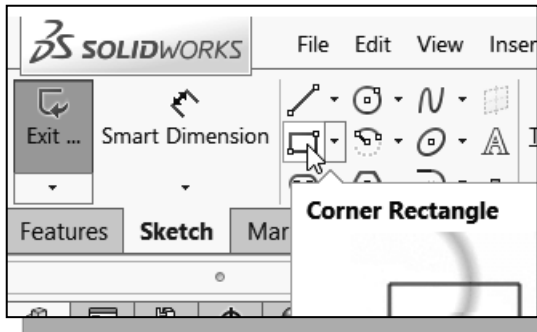 SOLIDWORKS File Edit View Inser
Exit ... Smart Dimension
Corner Rectangle
Features Sketch Mar